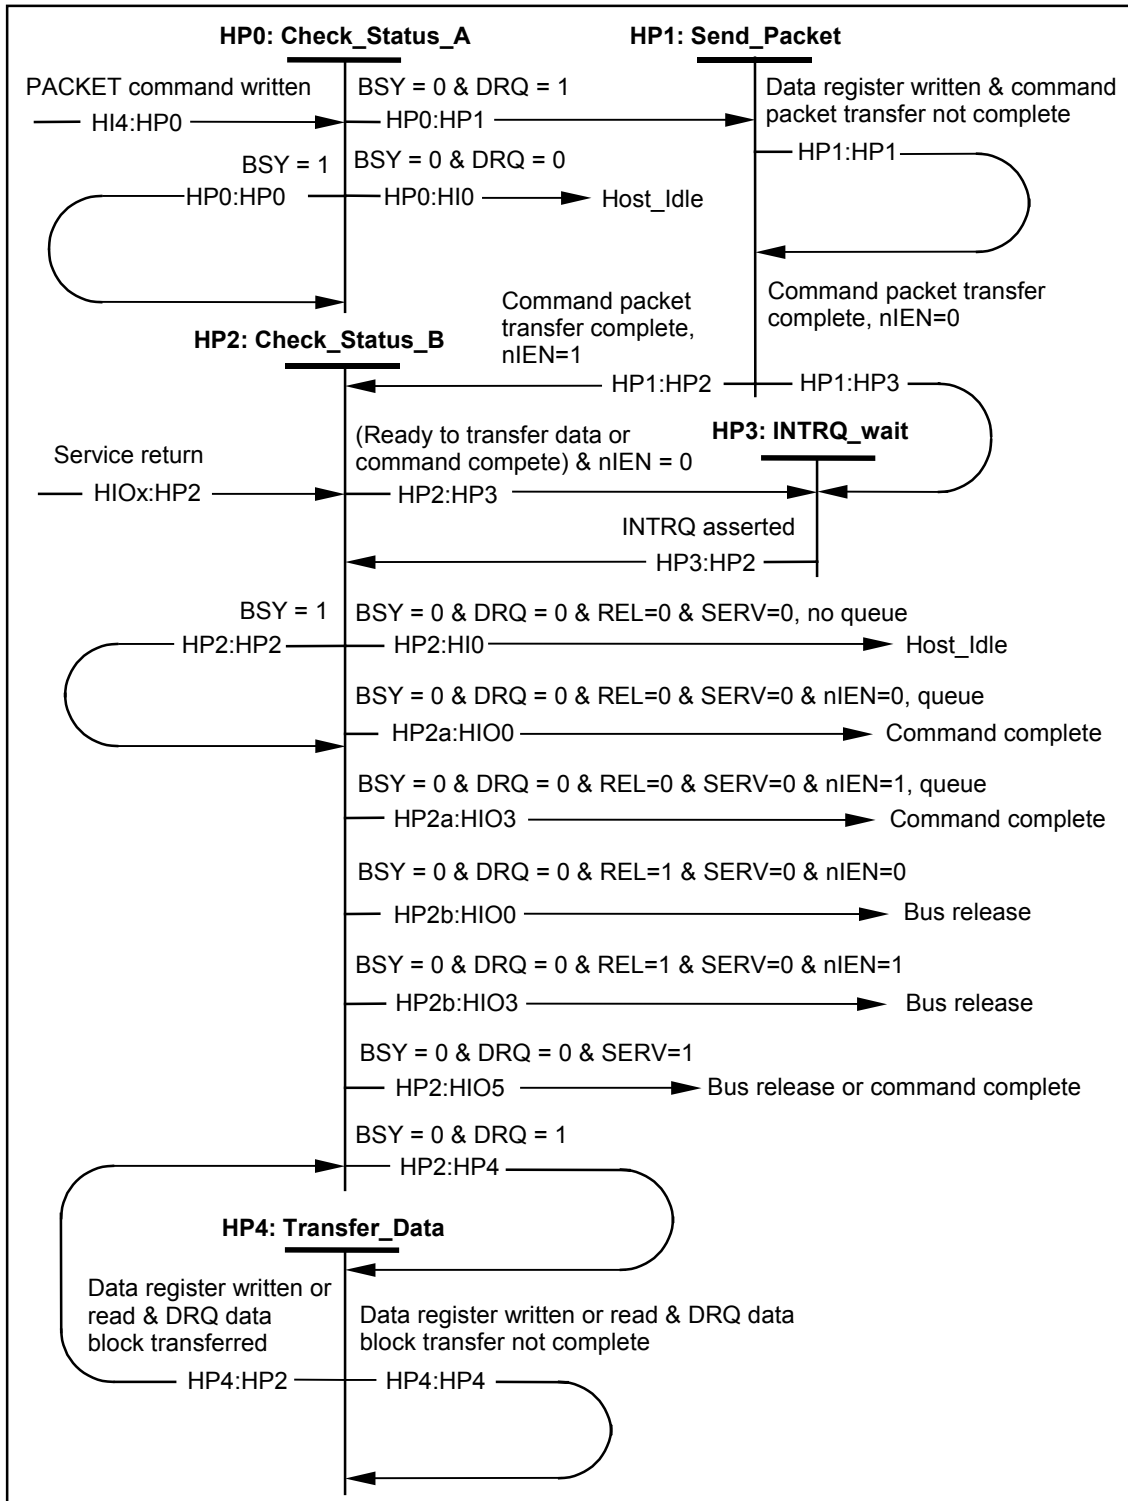 HP0: Check_Status_A
HP1: Send_Packet
PACKET command written
BSY = 0 & DRQ = 1
Data register written & command
packet transfer not complete
HI4:HP0
HP0:HP1
HP1:HP1
BSY = 1
BSY = 0 & DRQ = 0
HP0:HP0
HP0:HI0
Host_Idle
Command packet
transfer complete,
nIEN=1
Command packet transfer
complete, nIEN=0
HP2: Check_Status_B
HP1:HP2
HP1:HP3
HP3: INTRQ_wait
Service return
(Ready to transfer data or
command compete) & nIEN = 0
HIOx:HP2
HP2:HP3
INTRQ asserted
HP3:HP2
BSY = 1
BSY = 0 & DRQ = 0 & REL=0 & SERV=0, no queue
HP2:HP2
HP2:HI0
Host_Idle
BSY = 0 & DRQ = 0 & REL=0 & SERV=0 & nIEN=0, queue
HP2a:HIO0
Command complete
BSY = 0 & DRQ = 0 & REL=0 & SERV=0 & nIEN=1, queue
HP2a:HIO3
Command complete
BSY = 0 & DRQ = 0 & REL=1 & SERV=0 & nIEN=0
HP2b:HIO0
Bus release
BSY = 0 & DRQ = 0 & REL=1 & SERV=0 & nIEN=1
HP2b:HIO3
Bus release
BSY = 0 & DRQ = 0 & SERV=1
HP2:HIO5
Bus release or command complete
BSY = 0 & DRQ = 1
HP2:HP4
HP4: Transfer_Data
Data register written or
read & DRQ data
block transferred
Data register written or read & DRQ data
block transfer not complete
HP4:HP2
HP4:HP4